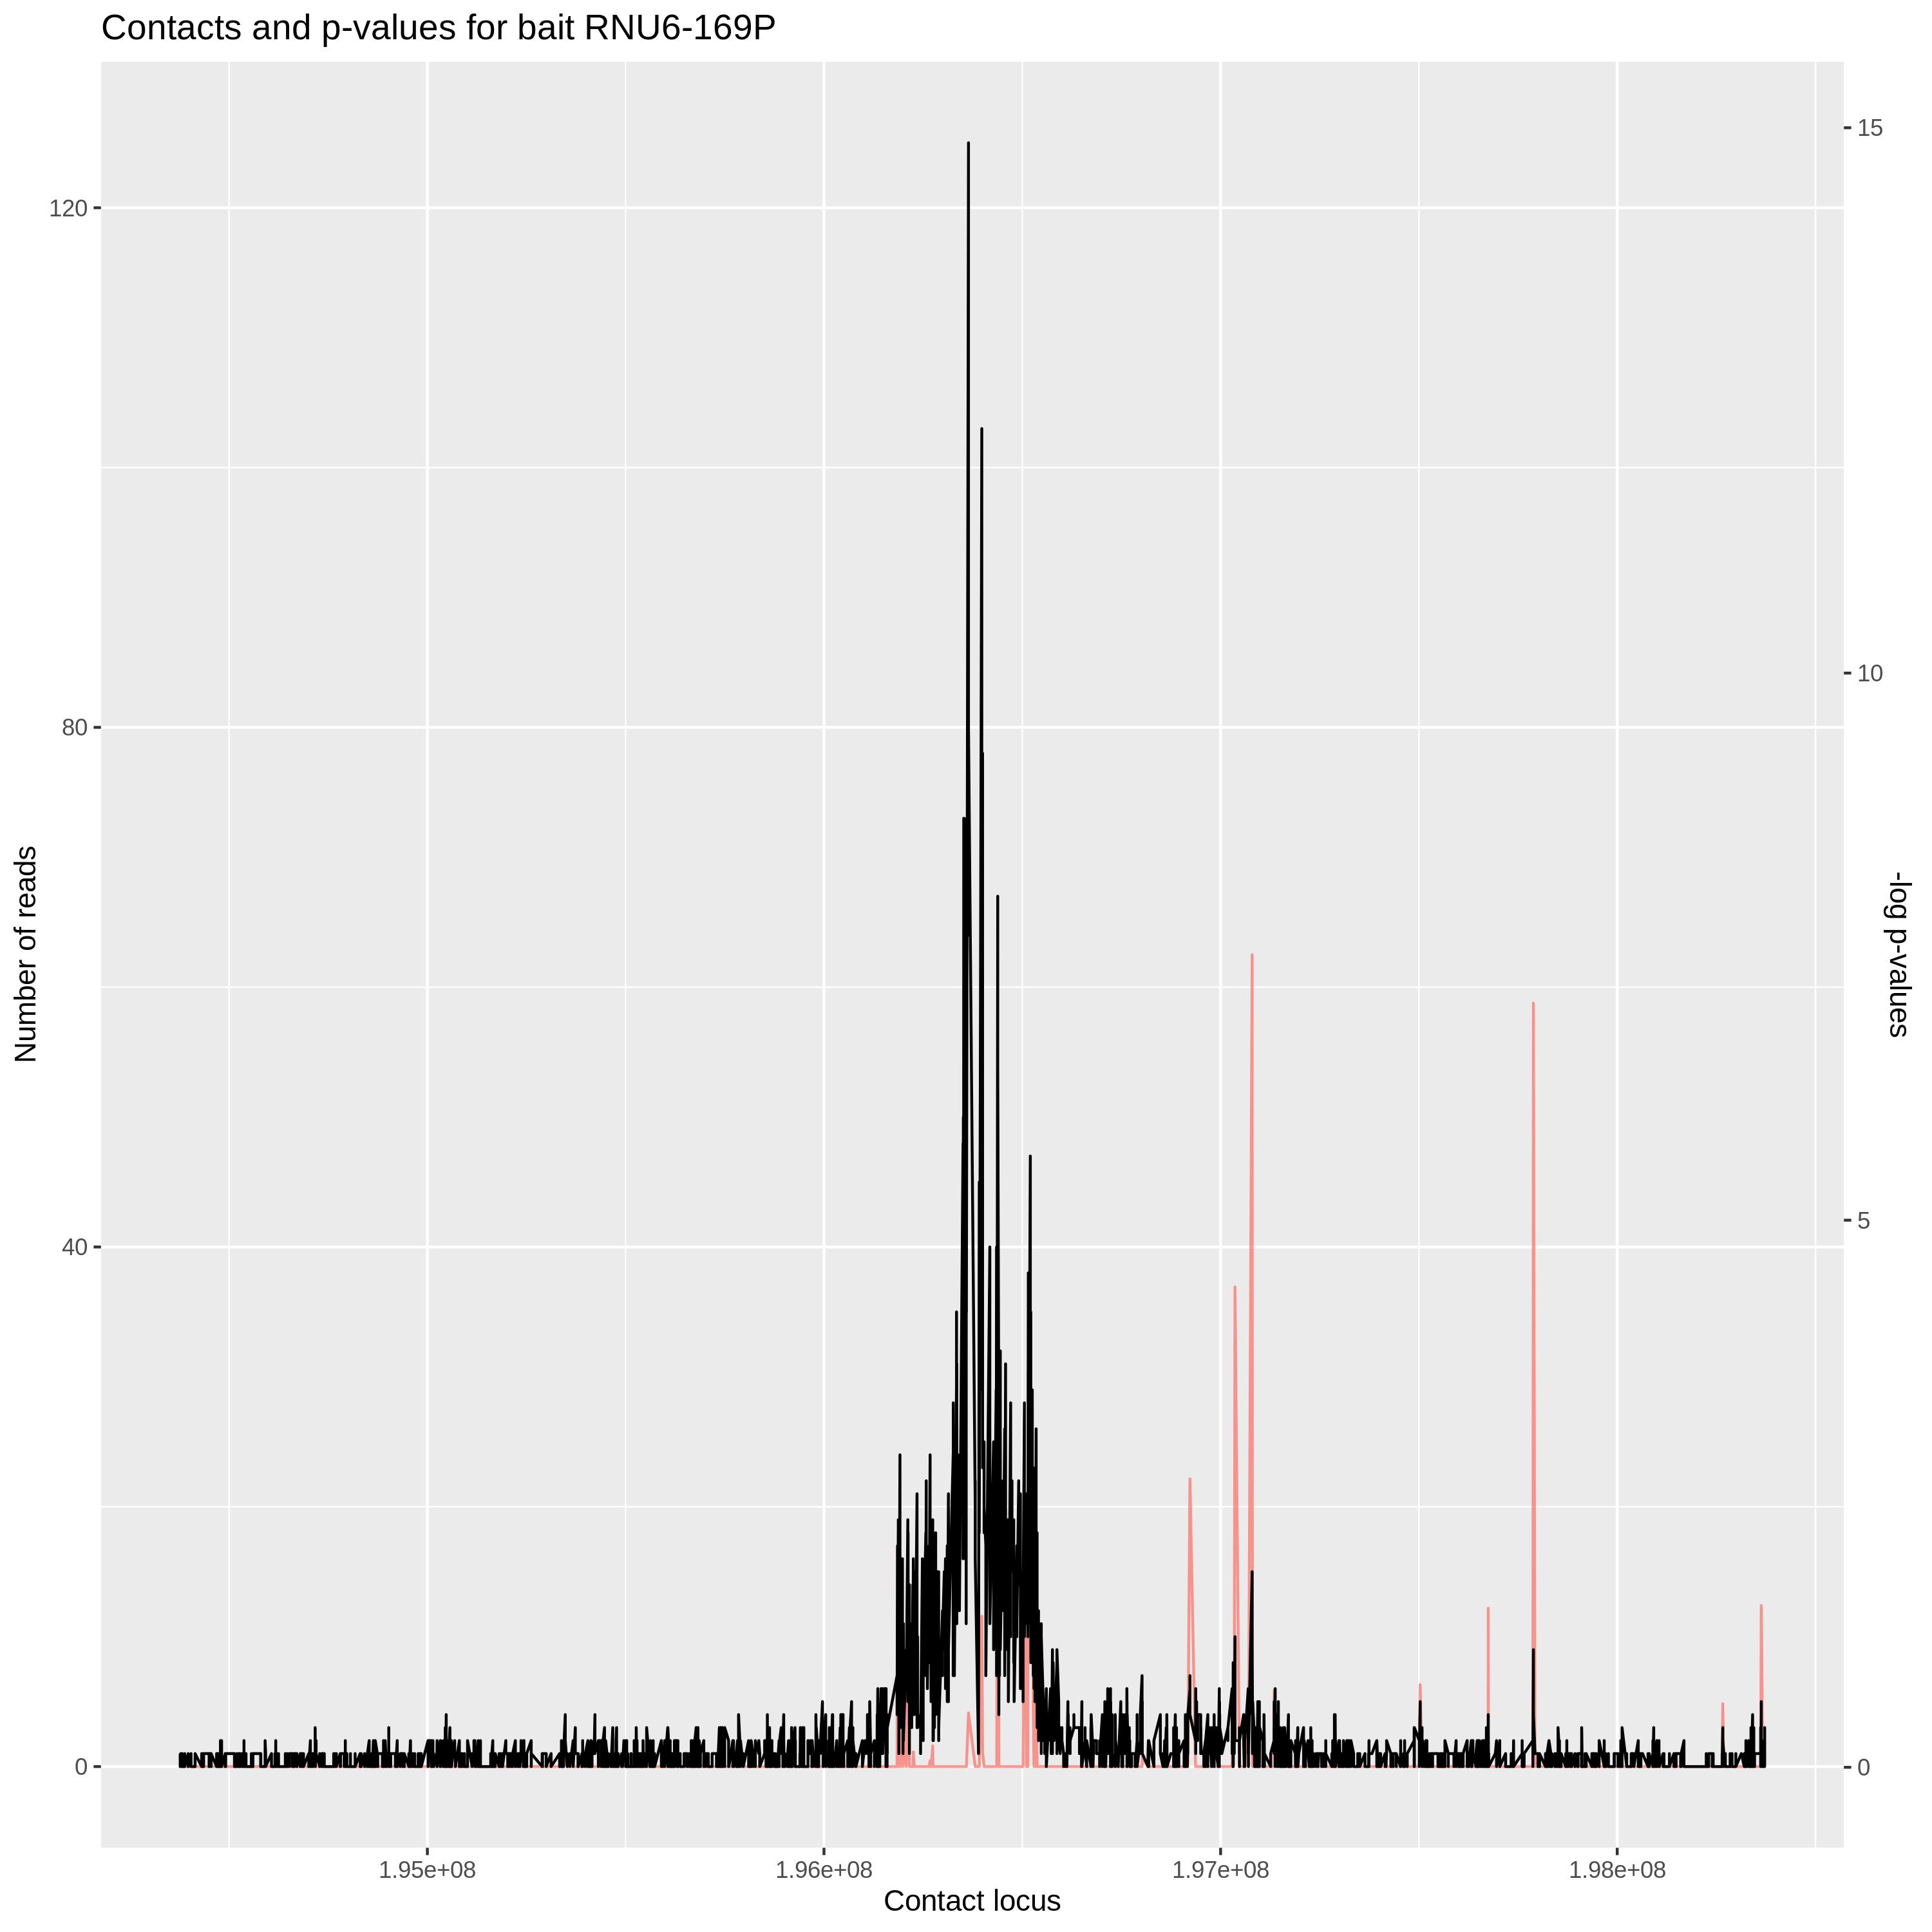 Contacts and p-values for bait RNU6-169P
120
80
40
0
Number of reads
15
10
5
0
-log p-values
1.95e+08
1.96e+08
1.97e+08
1.98e+08
Contact locus